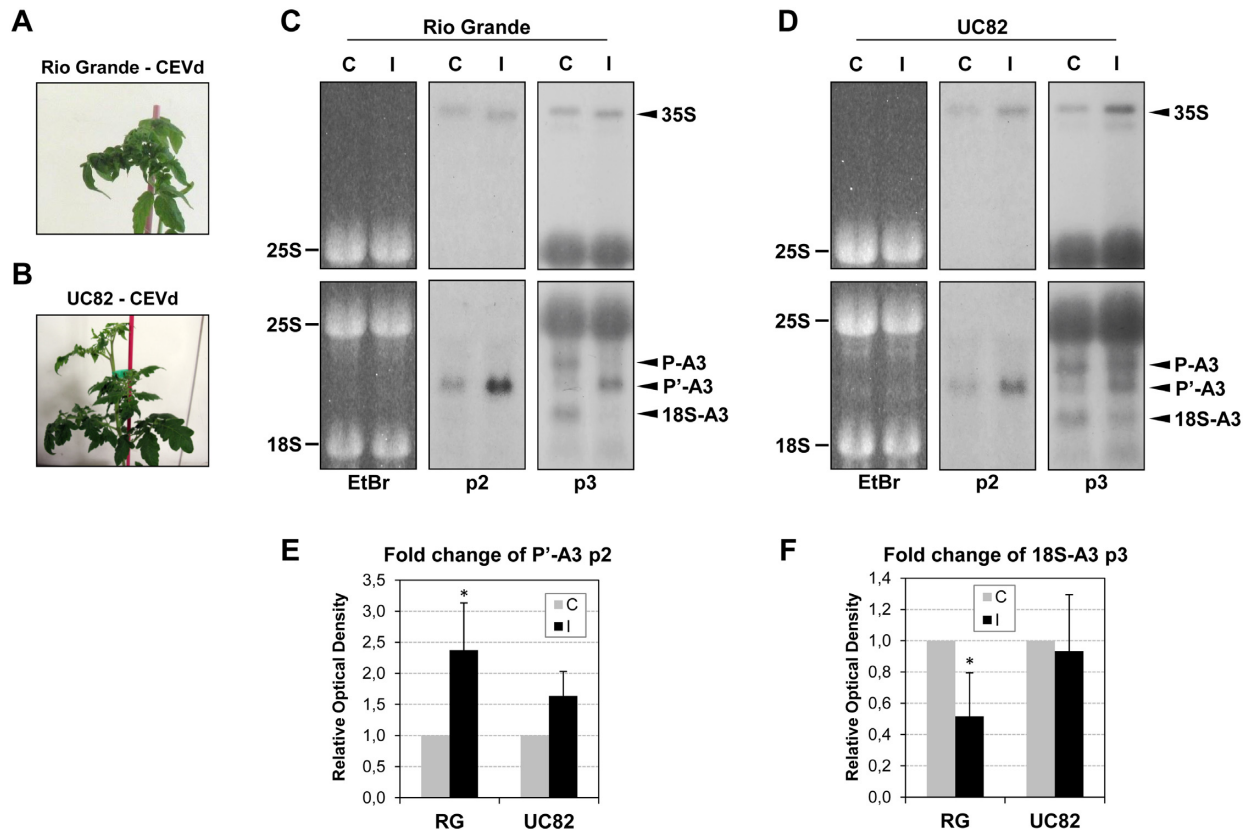 A
Rio Grande - CEVd
B
UC82 - CEVd
C
Rio Grande
C I C I C I
35S
25S
25S
P-A3
P’-A3
18S-A3
18S
EtBr p2 p3
D
UC82
C I C I C I
35S
25S
25S
P-A3
P’-A3
18S-A3
18S
EtBr p2 p3
E
Fold change of P’-A3 p2
Relative Optical Density
3,5
3,0
2,5
2,0
1,5
1,0
0,5
0,0
*
C
I
RG UC82
F
Fold change of 18S-A3 p3
Relative Optical Density
1,4
1,2
1,0
0,8
0,6
0,4
0,2
0,0
C
I
*
RG UC82